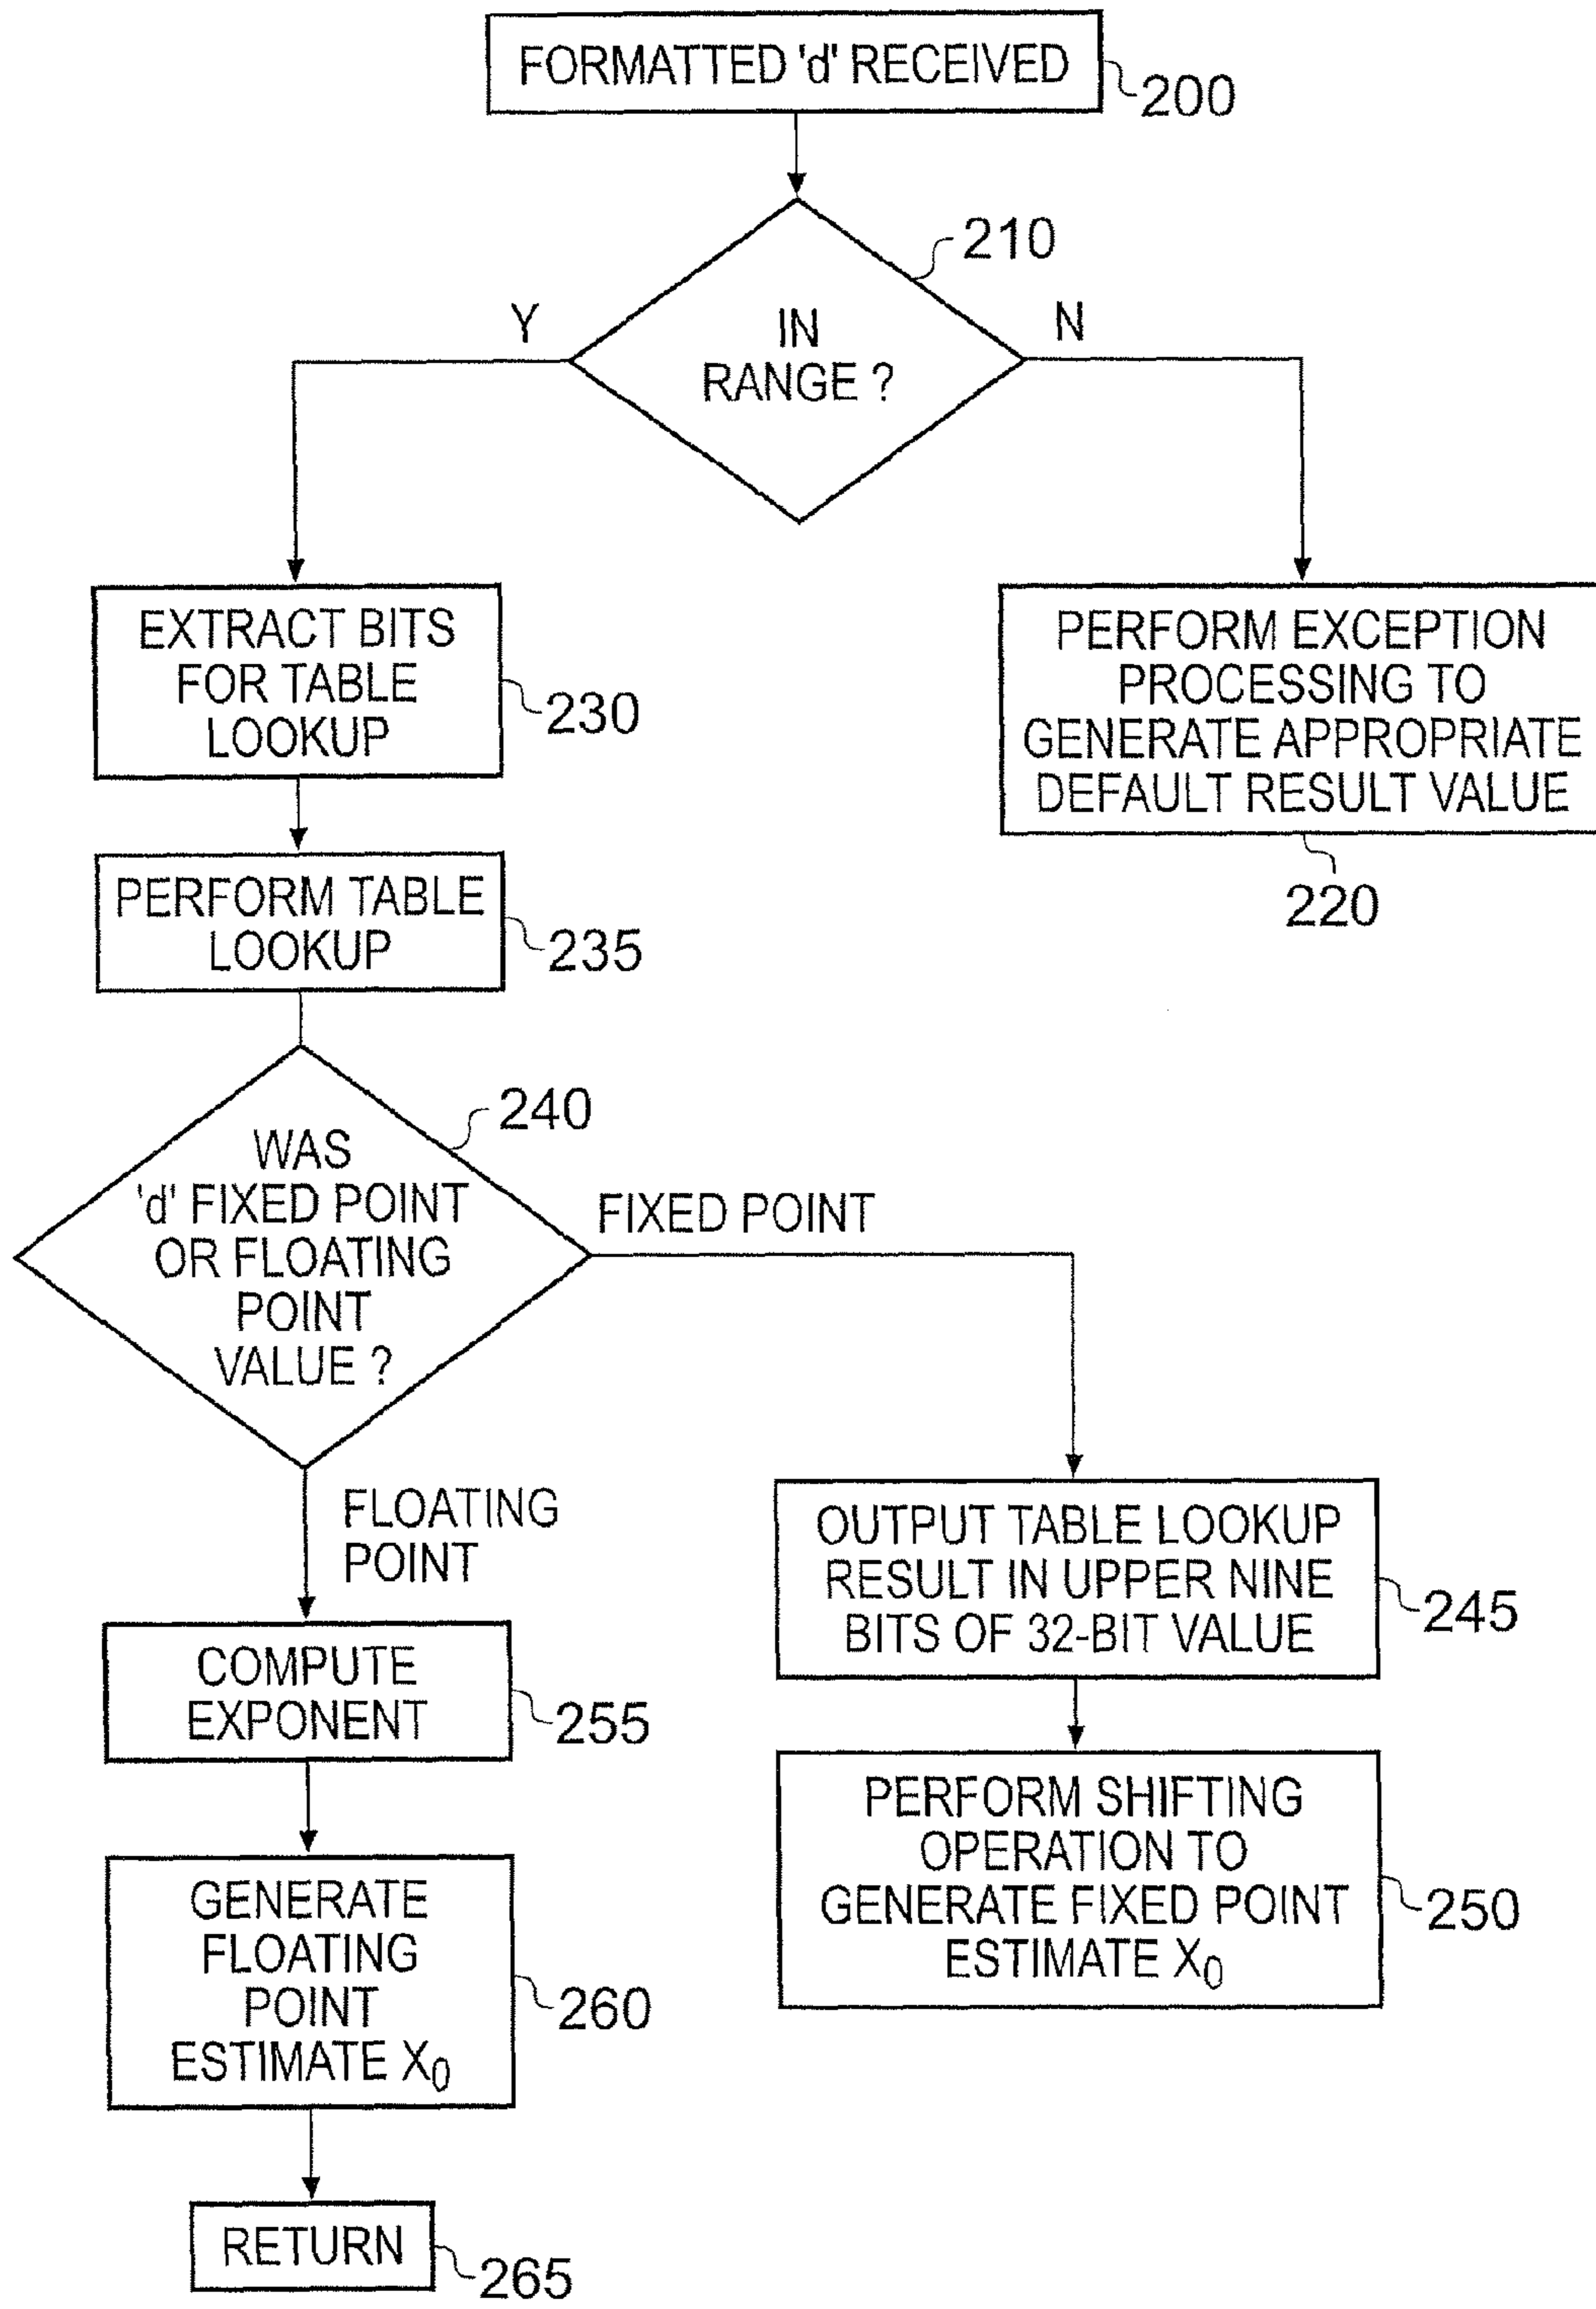 FORMATTED 'd' RECEIVED
200
210
Y
IN
RANGE ?
N
EXTRACT BITS
FOR TABLE
LOOKUP
230
PERFORM EXCEPTION
PROCESSING TO
GENERATE APPROPRIATE
DEFAULT RESULT VALUE
220
PERFORM TABLE
LOOKUP
235
240
WAS
'd' FIXED POINT
OR FLOATING
POINT
VALUE ?
FIXED POINT
FLOATING
POINT
OUTPUT TABLE LOOKUP
RESULT IN UPPER NINE
BITS OF 32-BIT VALUE
245
COMPUTE
EXPONENT
255
PERFORM SHIFTING
OPERATION TO
GENERATE FIXED POINT
ESTIMATE X₀
250
GENERATE
FLOATING
POINT
ESTIMATE X₀
260
RETURN
265